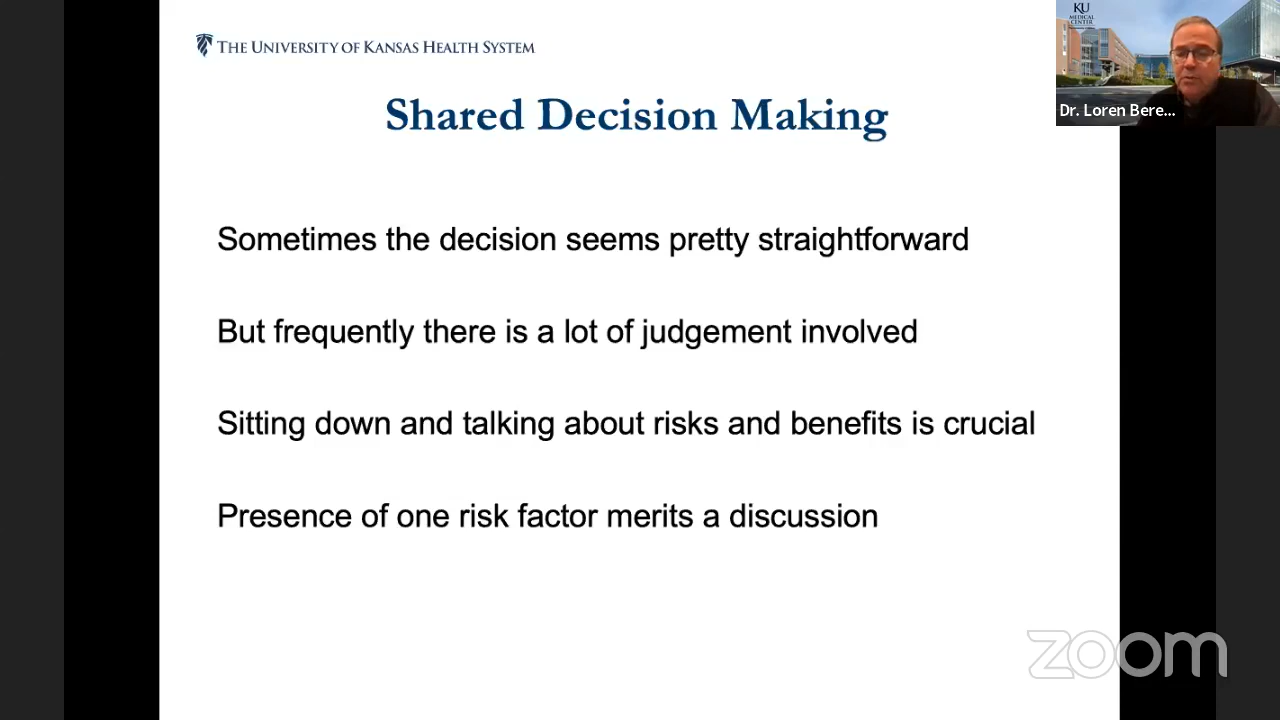 THE UNIVERSITY OF KANSAS HEALTH SYSTEM
KU
MEDICAL
CENTER
Dr. Loren Bere...
Shared Decision Making
Sometimes the decision seems pretty straightforward
But frequently there is a lot of judgement involved
Sitting down and talking about risks and benefits is crucial
Presence of one risk factor merits a discussion
zoom